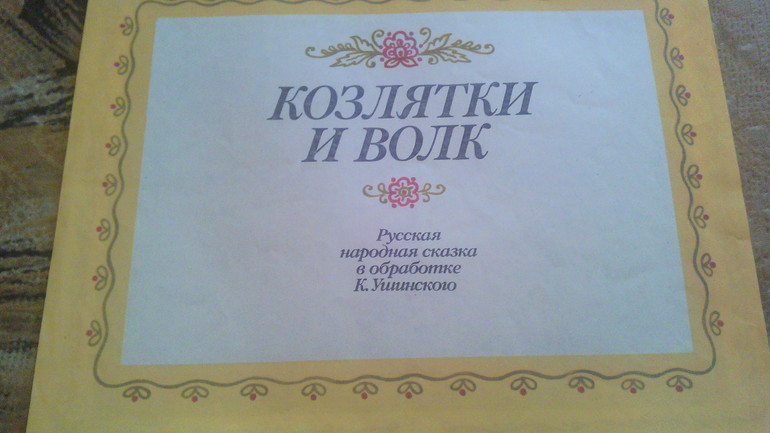 КОЗЛЯТКИ
И ВОЛК
Русская
народная сказка
в обработке
К. Ушинского